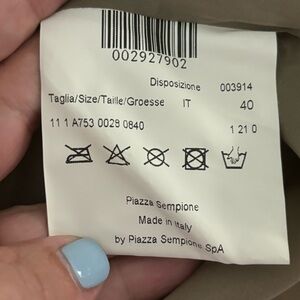 002927902
Disposizione 003914
Taglia/Size/Taille/Groesse IT 40
11 1 A753 0028 0840 1 21 0
Piazza Sempione
Made in Italy
by Piazza Sempione SpA